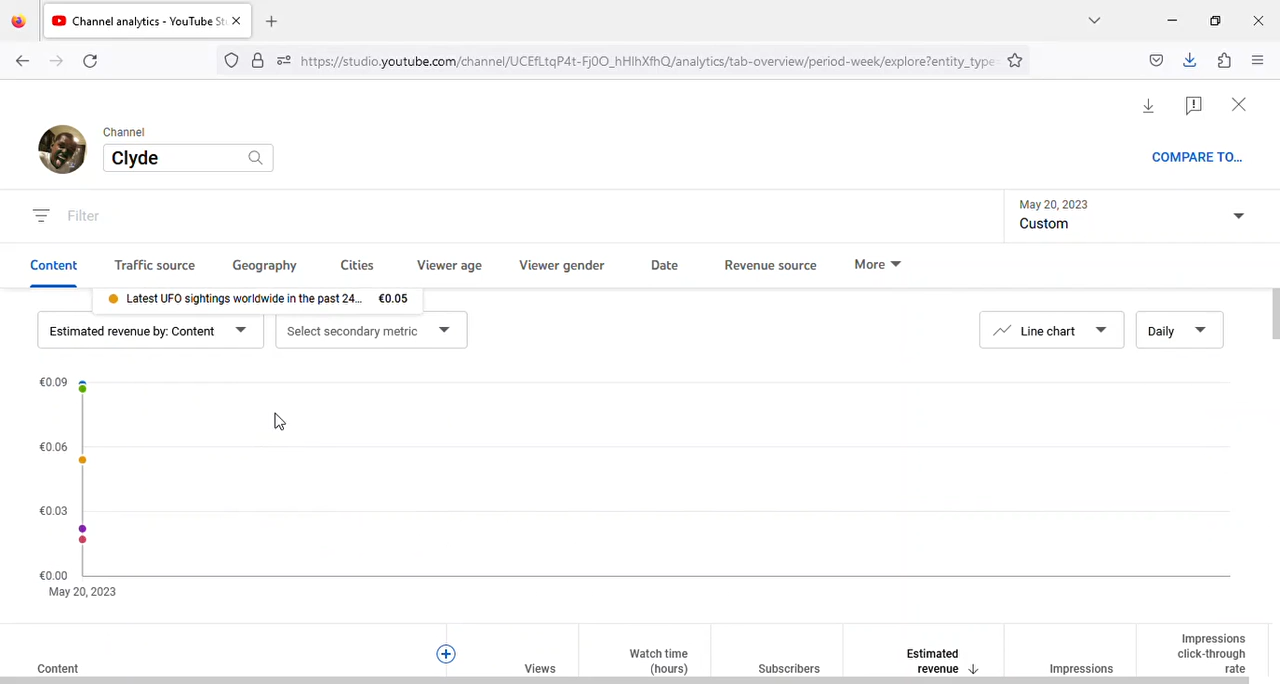 Channel analytics - YouTube St
https://studio.youtube.com/channel/UCEfLtqP4t-Fj0O_hHIhXfhQ/analytics/tab-overview/period-week/explore?entity_type=
Channel
Clyde
COMPARE TO...
Filter
May 20, 2023
Custom
Content
Traffic source
Geography
Cities
Viewer age
Viewer gender
Date
Revenue source
More
Latest UFO sightings worldwide in the past 24... €0.05
Estimated revenue by: Content
Select secondary metric
Line chart
Daily
€0.09
€0.06
€0.03
€0.00
May 20, 2023
Content
Views
Watch time
(hours)
Subscribers
Estimated
revenue
Impressions
Impressions
click-through
rate